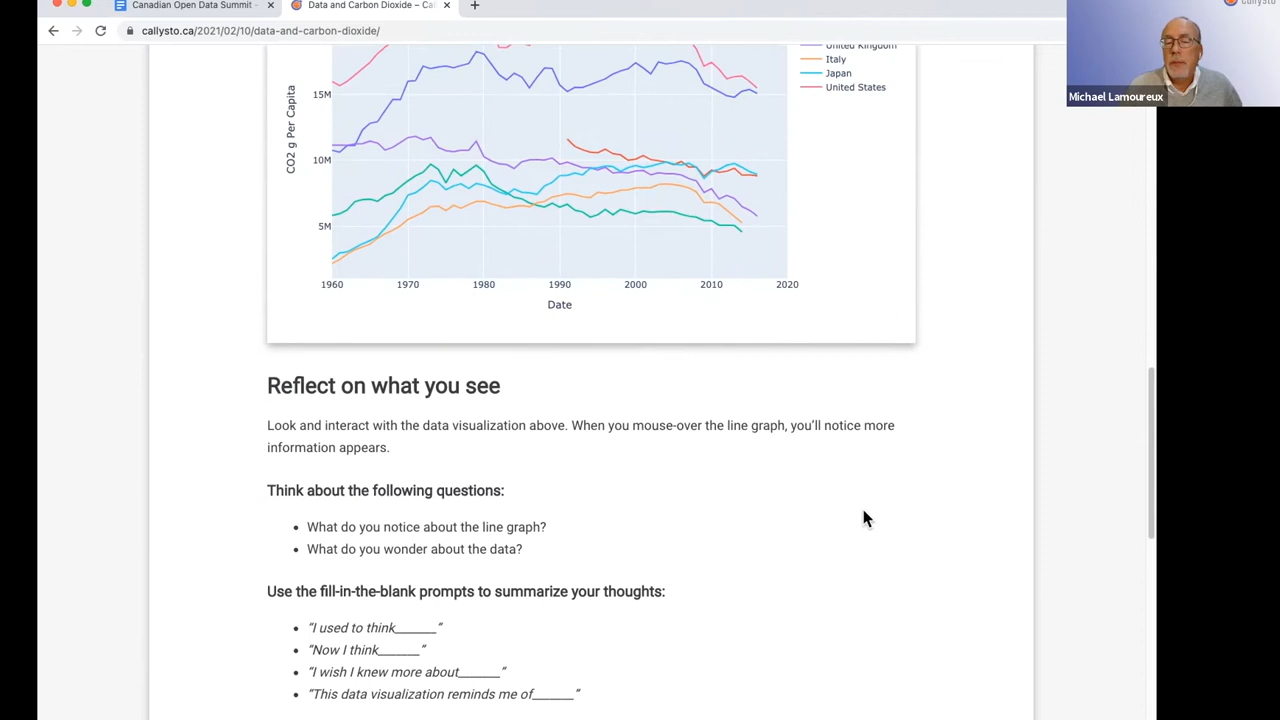 Canadian Open Data Summit -
Data and Carbon Dioxide – Cal
callysto.ca/2021/02/10/data-and-carbon-dioxide/
callysto
Michael Lamoureux
United Kingdom
Italy
Japan
United States
CO2 g Per Capita
15M
10M
5M
1960 1970 1980 1990 2000 2010 2020
Date
Reflect on what you see
Look and interact with the data visualization above. When you mouse-over the line graph, you’ll notice more
information appears.
Think about the following questions:
• What do you notice about the line graph?
• What do you wonder about the data?
Use the fill-in-the-blank prompts to summarize your thoughts:
• “I used to think______”
• “Now I think______”
• “I wish I knew more about______”
• “This data visualization reminds me of______”